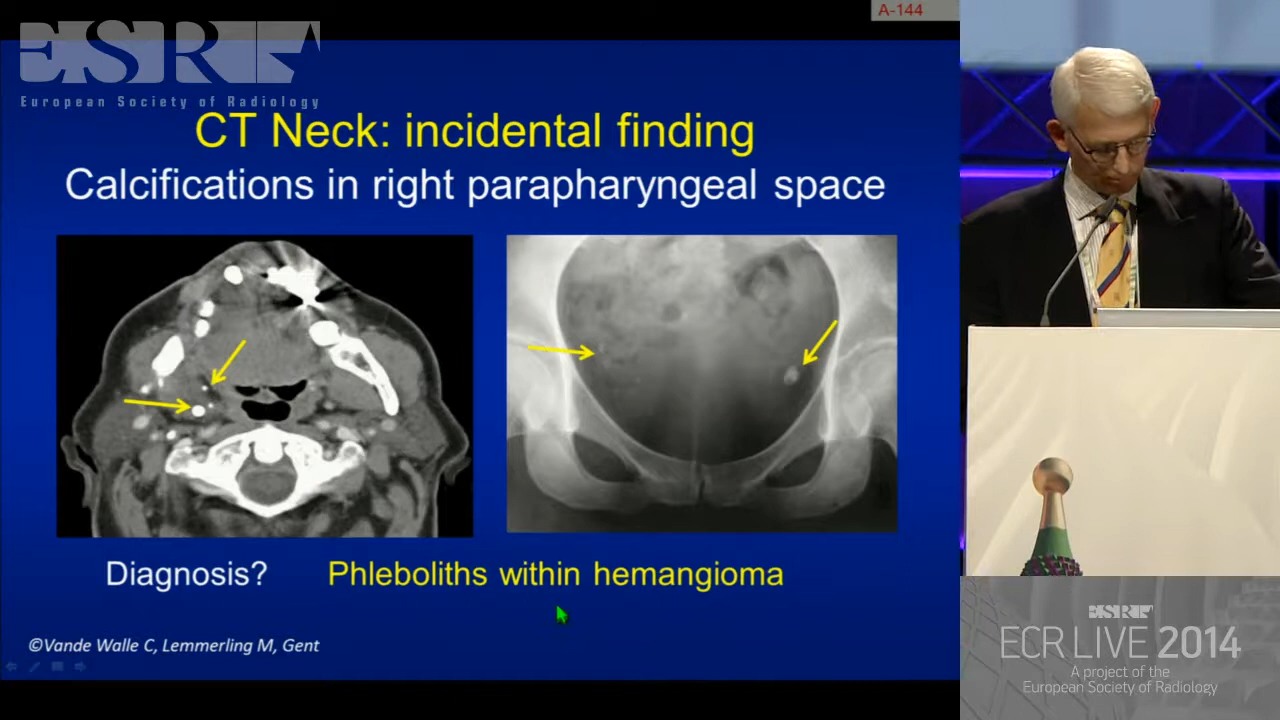 A-144
ESR
European Society of Radiology
CT Neck: incidental finding
Calcifications in right parapharyngeal space
Diagnosis? Phleboliths within hemangioma
©Vande Walle C, Lemmerling M, Gent
ESR
ECR LIVE 2014
A project of the
European Society of Radiology